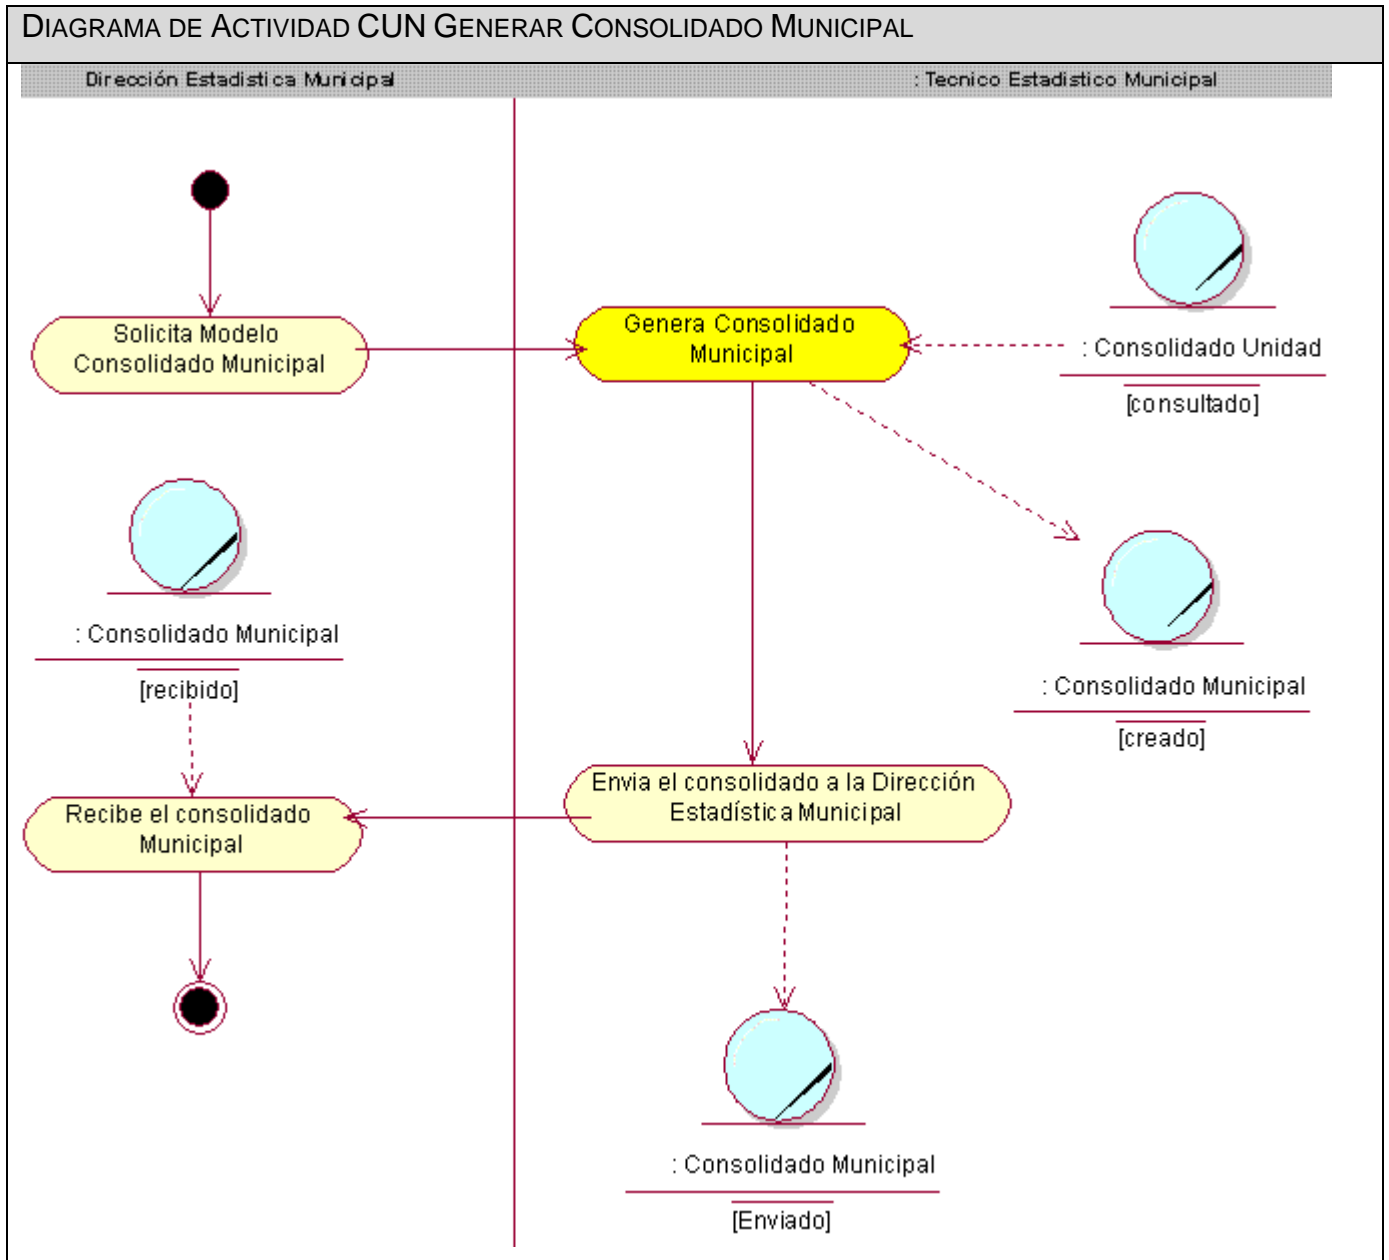 DIAGRAMA DE ACTIVIDAD CUN GENERAR CONSOLIDADO MUNICIPAL
Dirección Estadistica Municipal
: Tecnico Estadistico Municipal
Solicita Modelo
Consolidado Municipal
Genera Consolidado
Municipal
: Consolidado Unidad
[consultado]
: Consolidado Municipal
[recibido]
: Consolidado Municipal
[creado]
Recibe el consolidado
Municipal
Envia el consolidado a la Dirección
Estadística Municipal
: Consolidado Municipal
[Enviado]